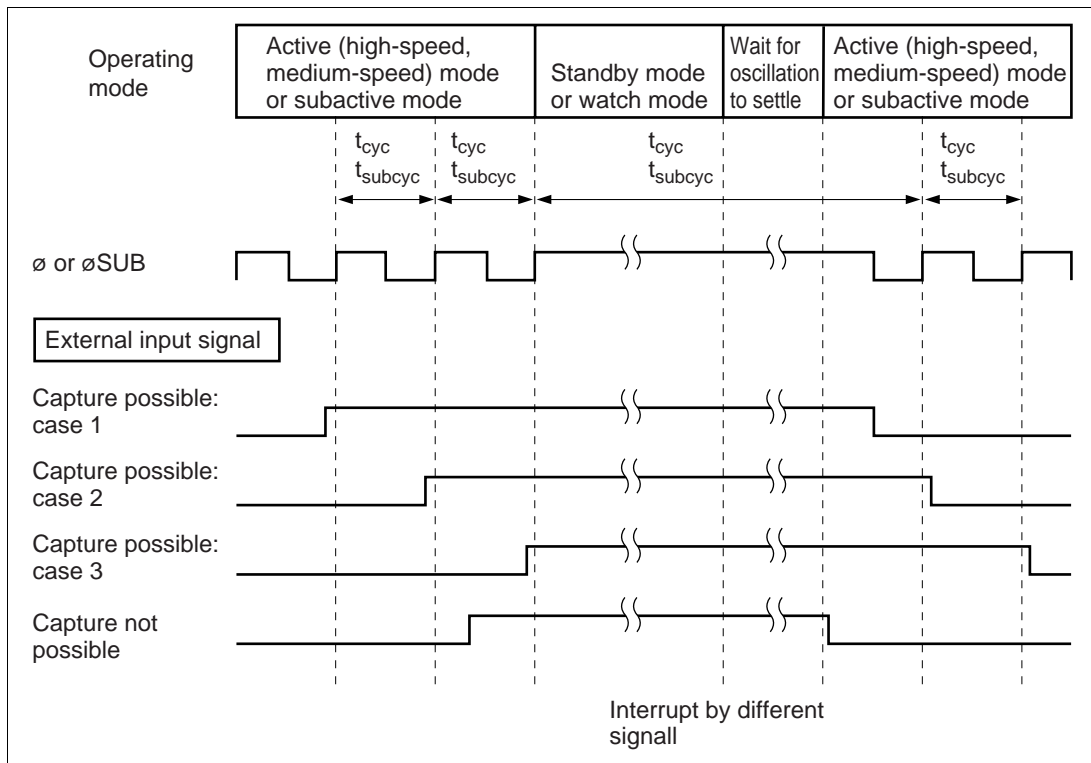 Operating
mode
Active (high-speed,
medium-speed) mode
or subactive mode
Standby mode
or watch mode
Wait for
oscillation
to settle
Active (high-speed,
medium-speed) mode
or subactive mode
tcyc
tsubcyc
tcyc
tsubcyc
tcyc
tsubcyc
tcyc
tsubcyc
ø or øSUB
External input signal
Capture possible:
case 1
Capture possible:
case 2
Capture possible:
case 3
Capture not
possible
Interrupt by different
signall